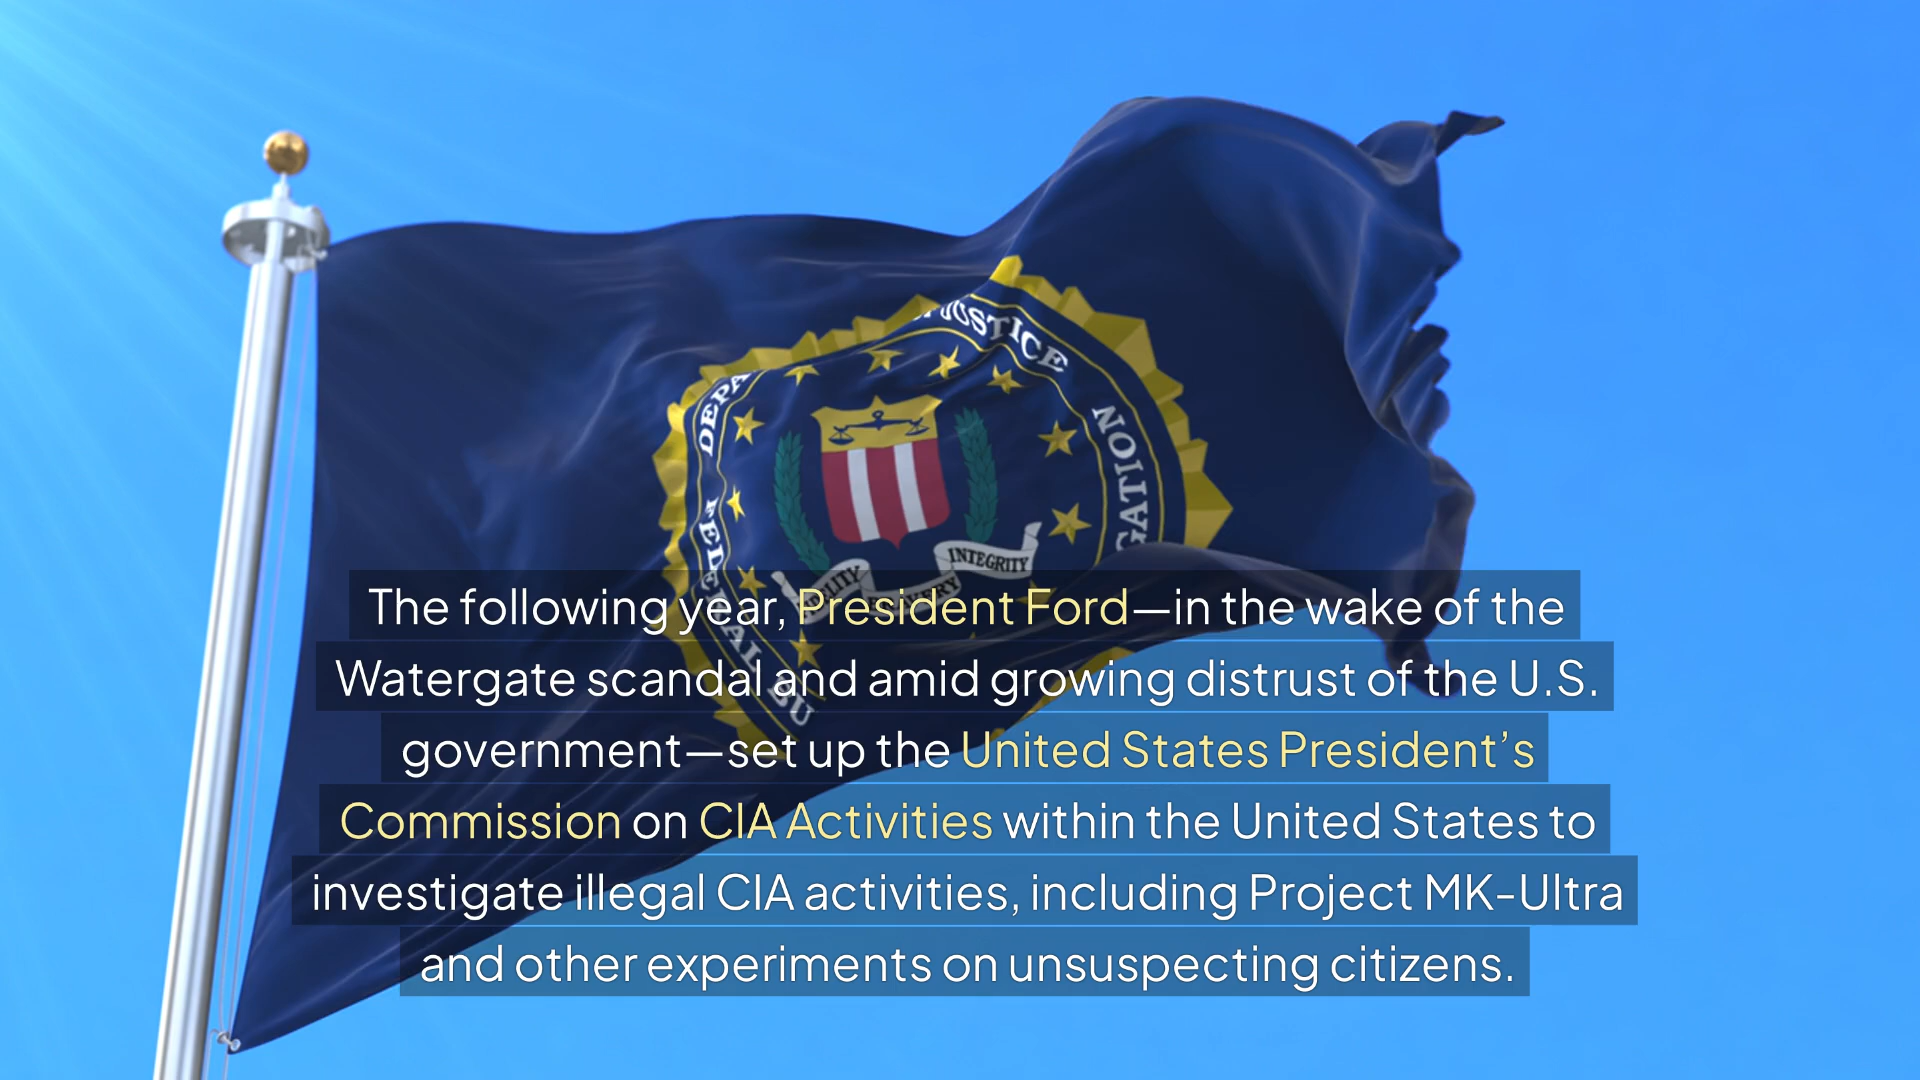 JUSTICE
DEPA
GATION
INTEGRITY
The following year, President Ford—in the wake of the
Watergate scandal and amid growing distrust of the U.S.
government—set up the United States President’s
Commission on CIA Activities within the United States to
investigate illegal CIA activities, including Project MK-Ultra
and other experiments on unsuspecting citizens.